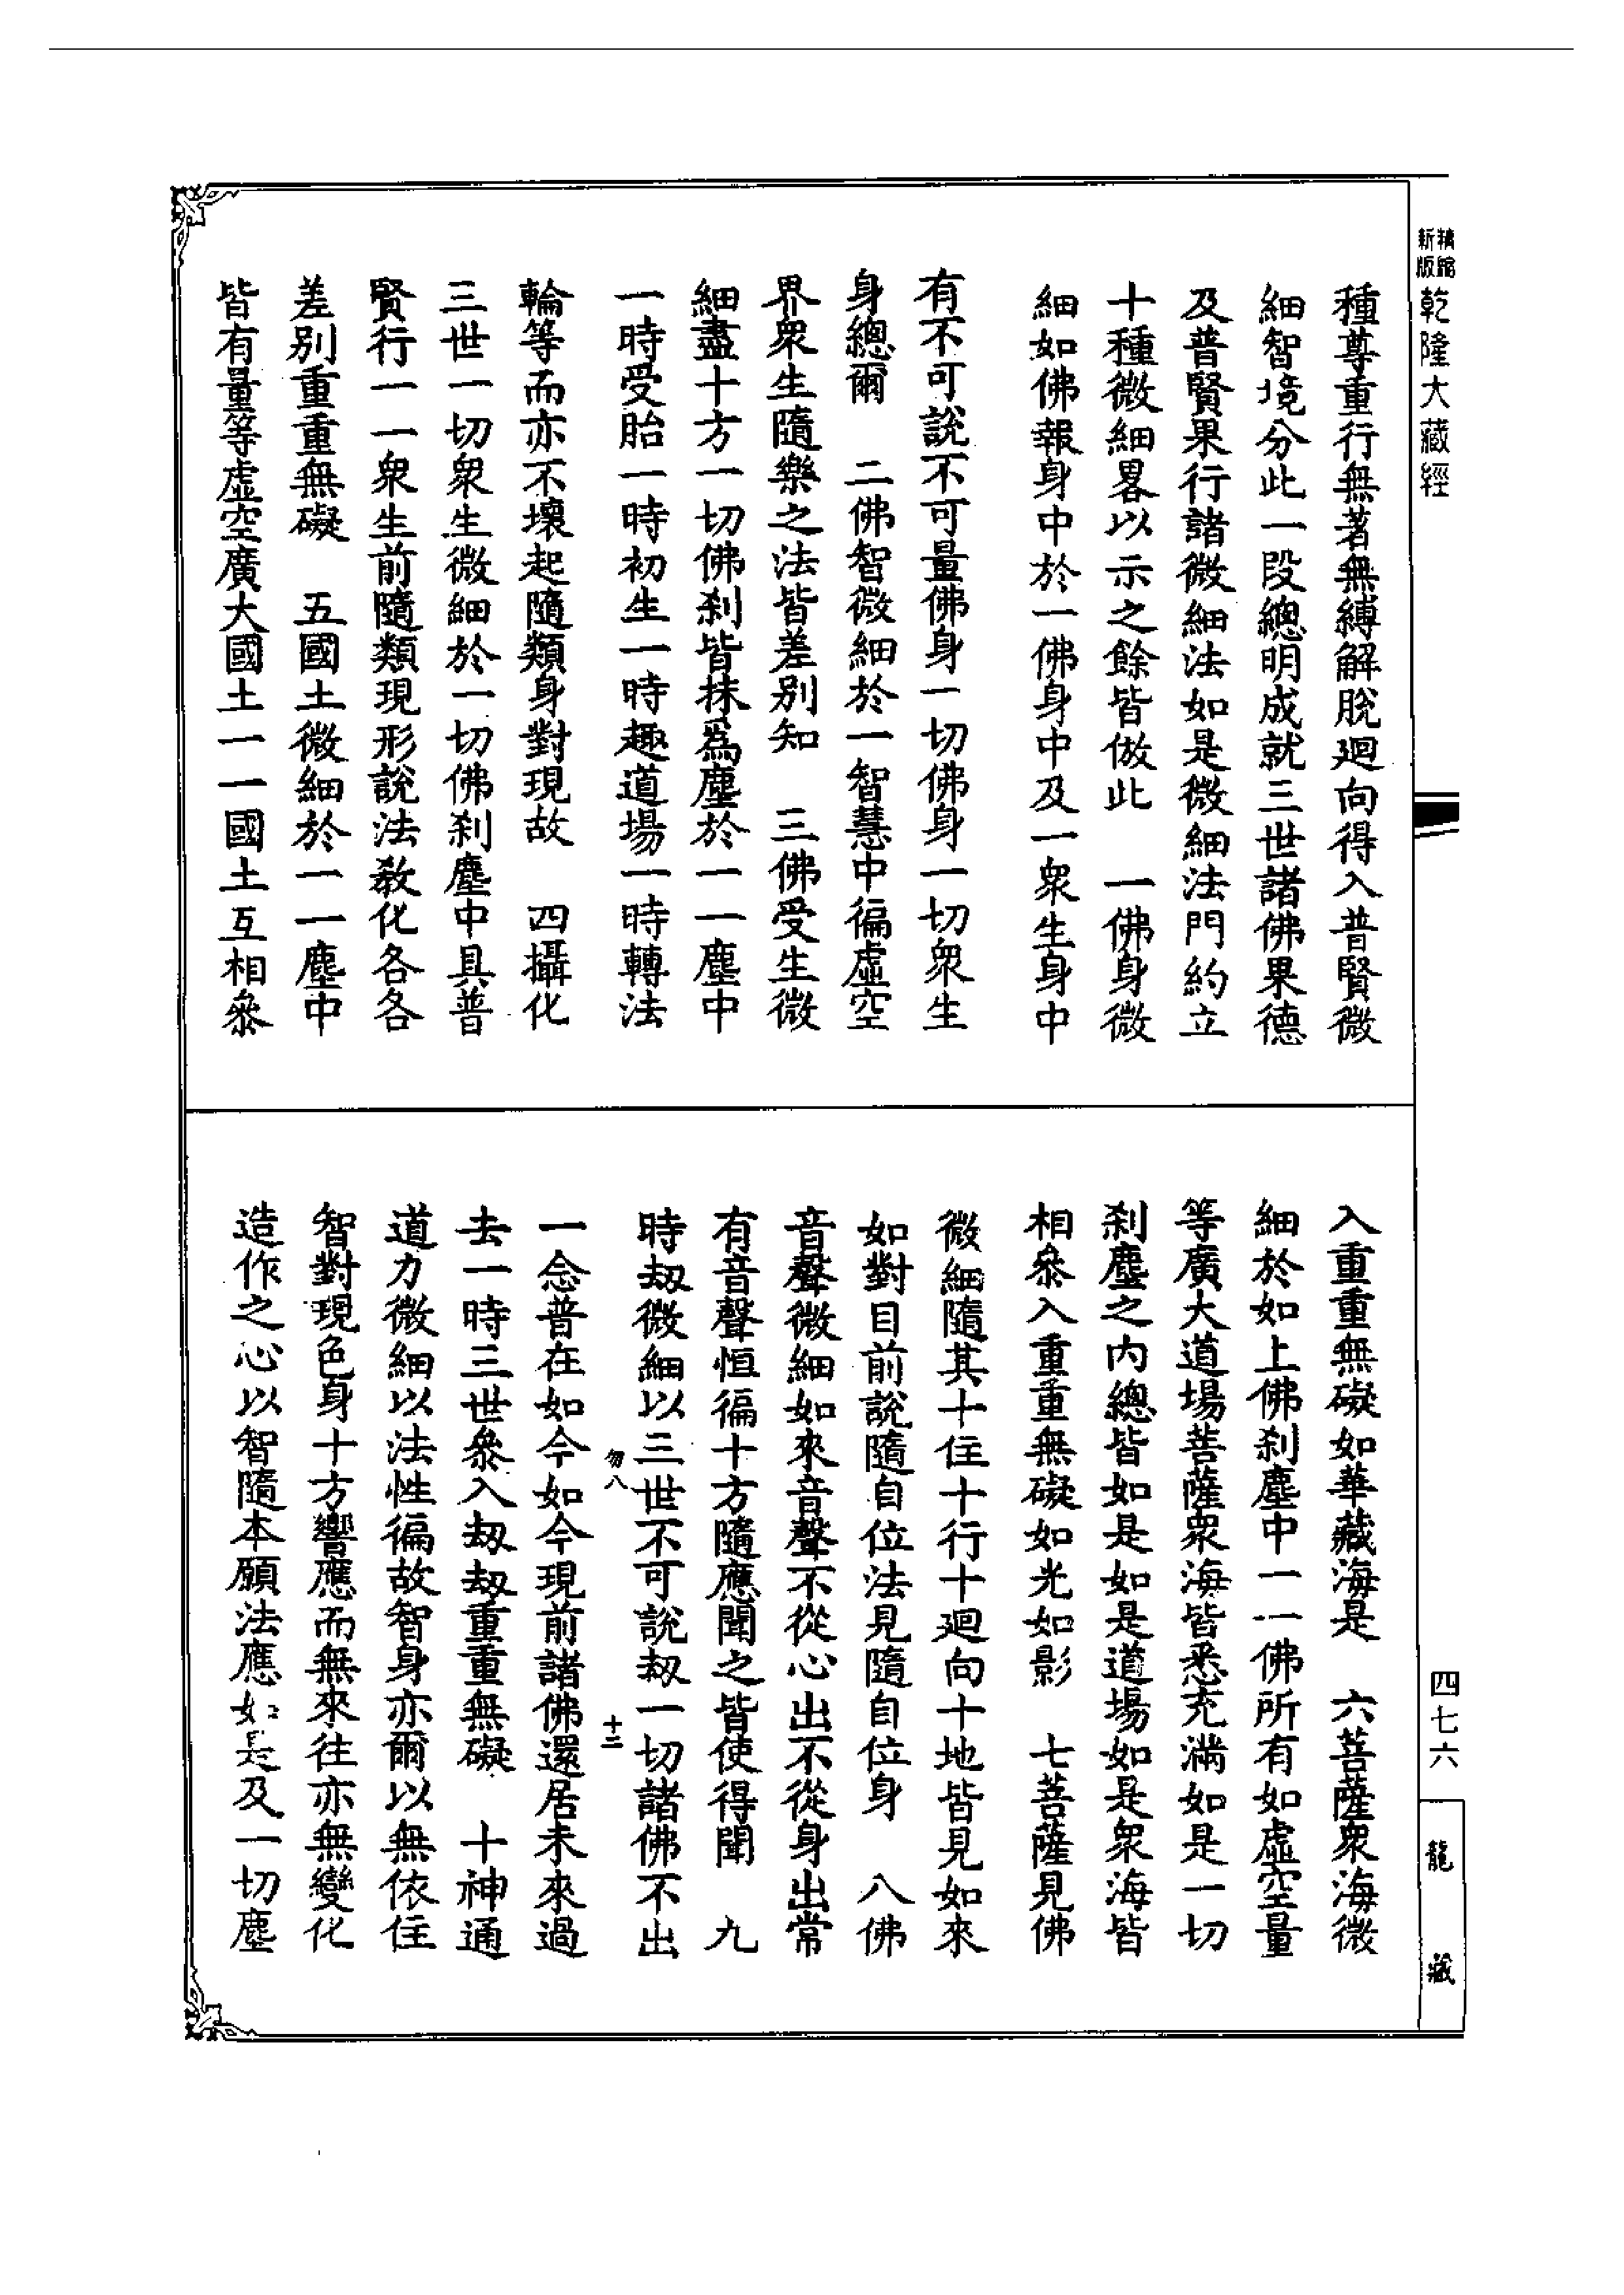 新版 精縮 乾隆大藏經
種尊重行無著無縛解脫迴向得入普賢微
細智境分此一段總明成就三世諸佛果德
及普賢果行諸微細法如是微細法門約立
十種微細畧以示之餘皆倣此　一佛身微
細如佛報身中於一佛身中及一衆生身中
有不可說不可量佛身一切佛身一切衆生
身總爾　二佛智微細於一智慧中徧虛空
界衆生隨樂之法皆差別知　三佛受生微
細盡十方一切佛刹皆抹爲塵於一一塵中
一時受胎一時初生一時趣道場一時轉法
輪等而亦不壞起隨類身對現故　四攝化
三世一切衆生微細於一切佛刹塵中具普
賢行一一衆生前隨類現形說法敎化各各
差別重重無礙　五國土微細於一一塵中
皆有量等虛空廣大國土一一國土互相叅
入重重無礙如華藏海是　六菩薩衆海微
細於如上佛刹塵中一一佛所有如虛空量
等廣大道場菩薩衆海皆悉充滿如是一切
刹塵之內總皆如是如是道場如是衆海皆
相叅入重重無礙如光如影　七菩薩見佛
微細隨其十住十行十迴向十地皆見如來
如對目前說隨自位法見隨自位身　八佛
音聲微細如來音聲不從心出不從身出常
有音聲恒徧十方隨應聞之皆使得聞　九
時刼微細以三世不可說刼一切諸佛不出
勿八　十二
一念普在如今如今現前諸佛還居未來過
去一時三世叅入刼刼重重無礙　十神通
道力微細以法性徧故智身亦爾以無依住
智對現色身十方響應而無來往亦無變化
造作之心以智隨本願法應如是及一切塵
四七六
龍藏